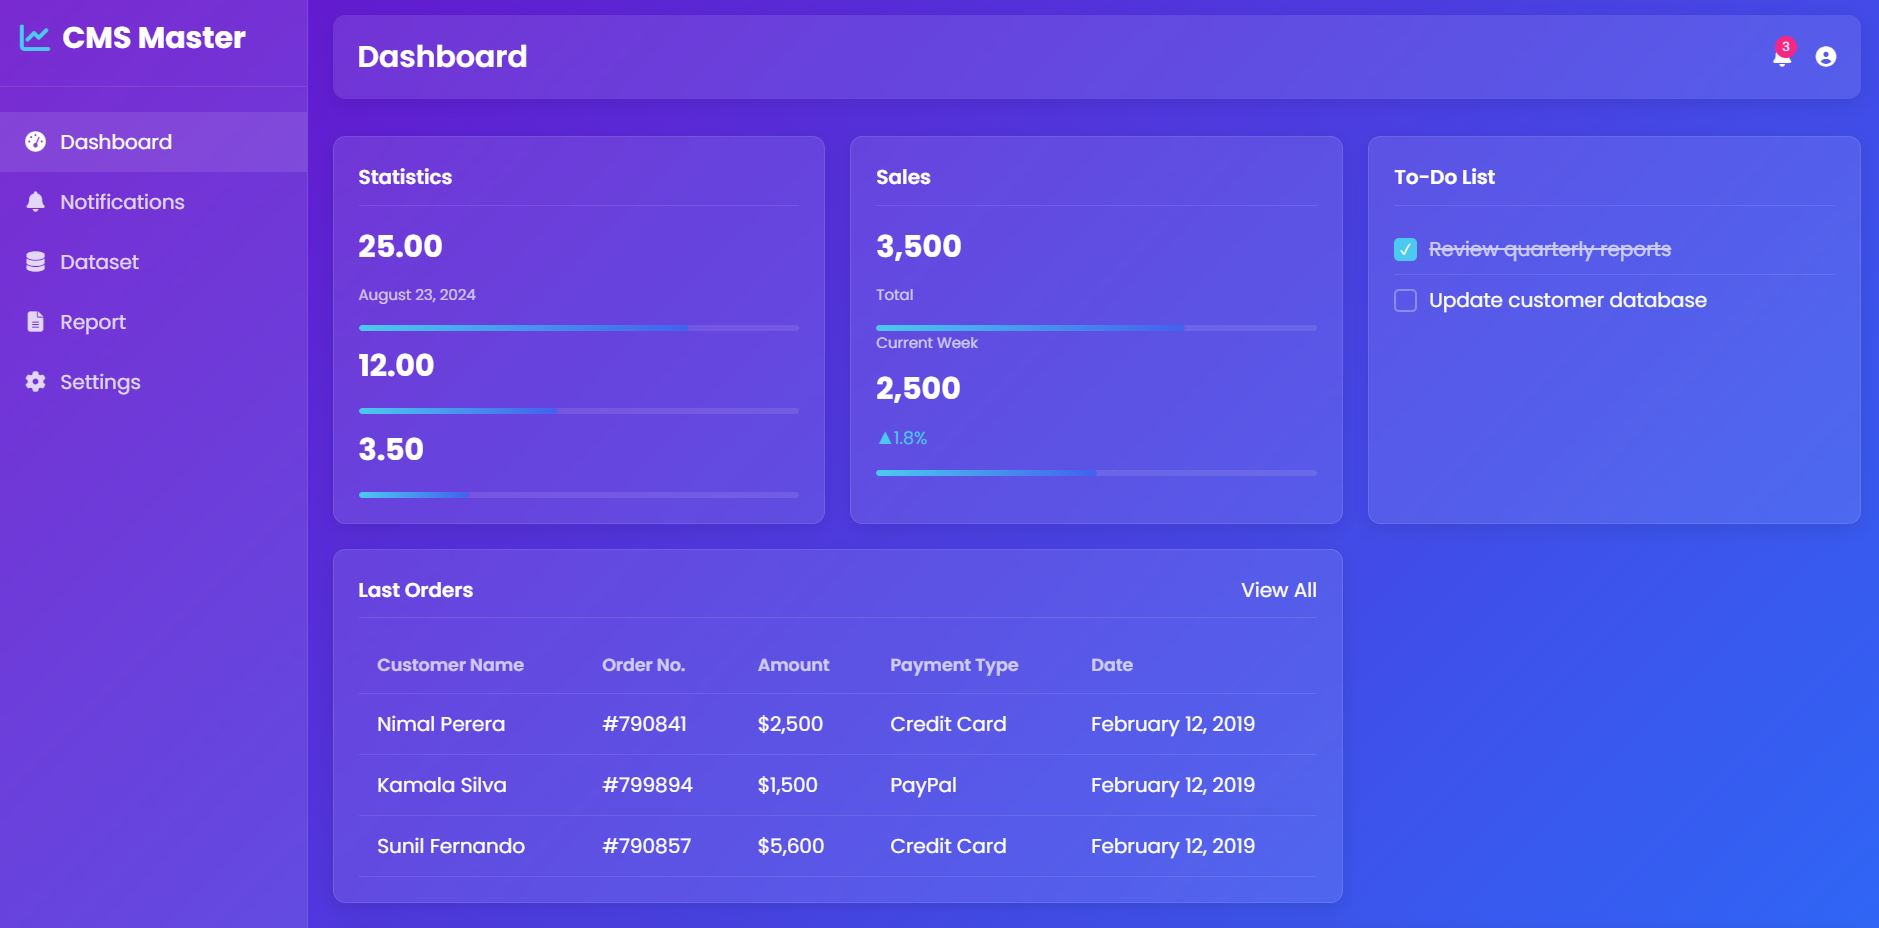 CMS Master
Dashboard
Notifications
Dataset
Report
Settings
Dashboard
3
Statistics
25.00
August 23, 2024
12.00
3.50
Sales
3,500
Total
Current Week
2,500
▲1.8%
To-Do List
Review quarterly reports
Update customer database
Last Orders View All
Customer Name Order No. Amount Payment Type Date
Nimal Perera #790841 $2,500 Credit Card February 12, 2019
Kamala Silva #799894 $1,500 PayPal February 12, 2019
Sunil Fernando #790857 $5,600 Credit Card February 12, 2019